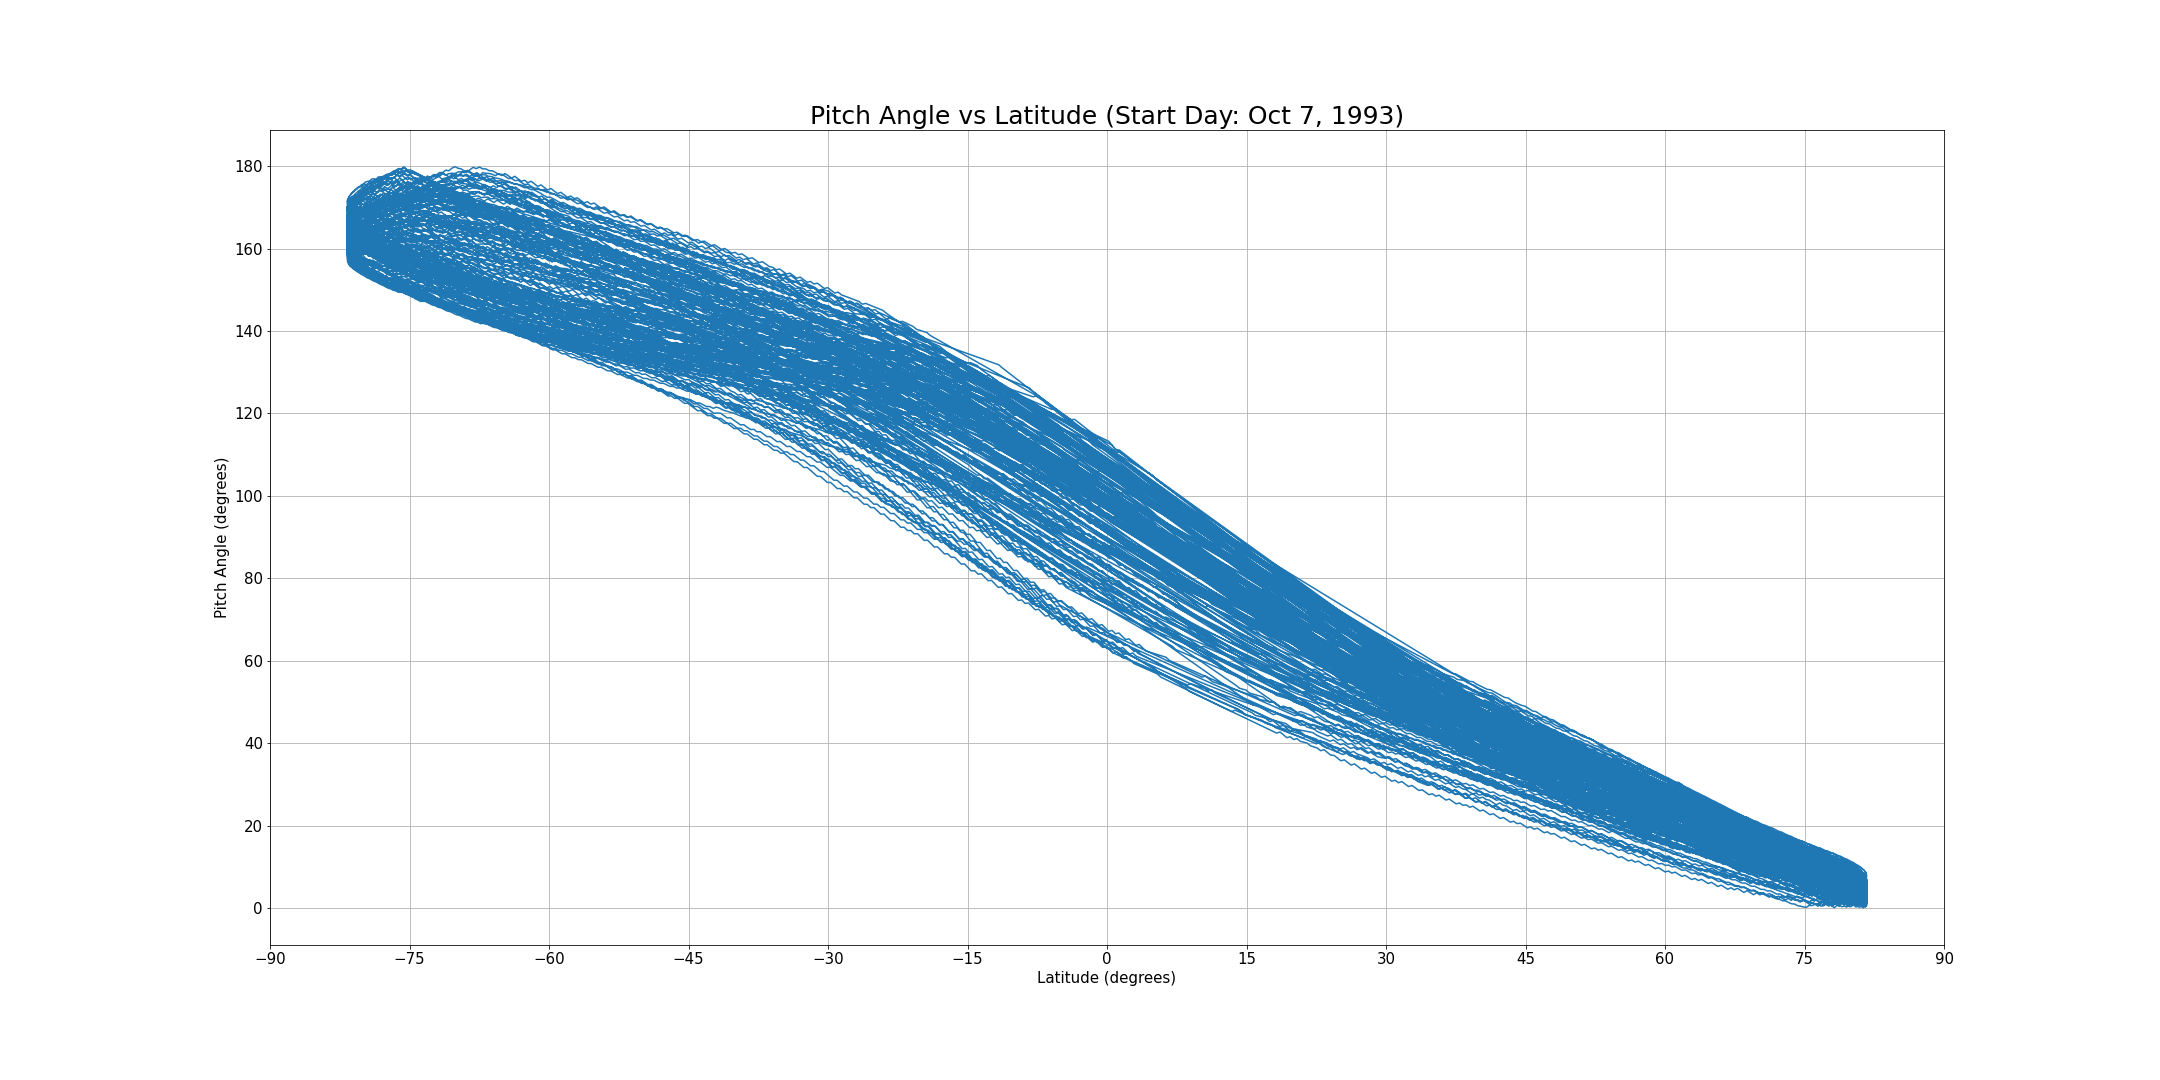 Pitch Angle vs Latitude (Start Day: Oct 7, 1993)
Pitch Angle (degrees)
180
160
140
120
100
80
60
40
20
0
−90 −75 −60 −45 −30 −15 0 15 30 45 60 75 90
Latitude (degrees)